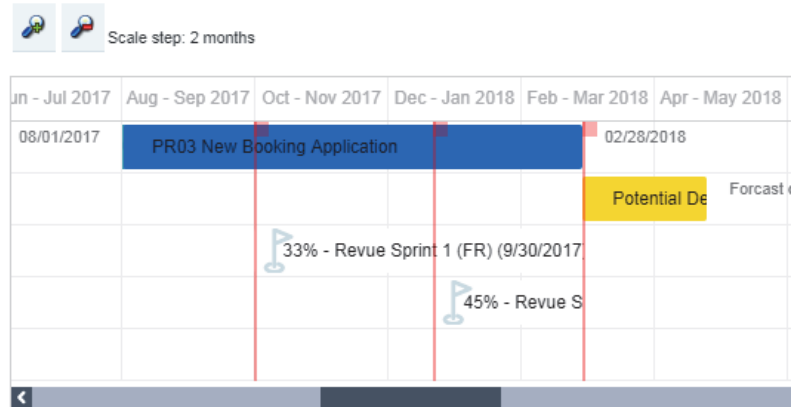 Scale step: 2 months
un - Jul 2017 Aug - Sep 2017 Oct - Nov 2017 Dec - Jan 2018 Feb - Mar 2018 Apr - May 2018
08/01/2017 PR03 New Booking Application 02/28/2018
Potential De Forcast
33% - Revue Sprint 1 (FR) (9/30/2017
45% - Revue S